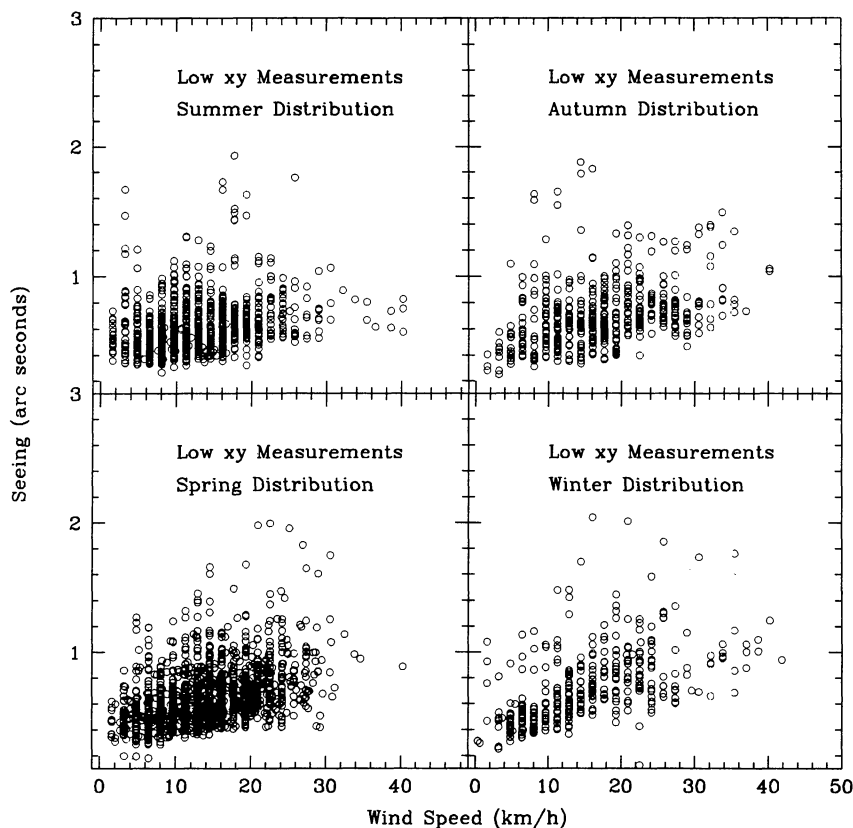 3
Low xy Measurements
Summer Distribution
Low xy Measurements
Autumn Distribution
2
1
Seeing (arc seconds)
3
Low xy Measurements
Spring Distribution
Low xy Measurements
Winter Distribution
2
1
0 10 20 30 40 0 10 20 30 40 50
Wind Speed (km/h)